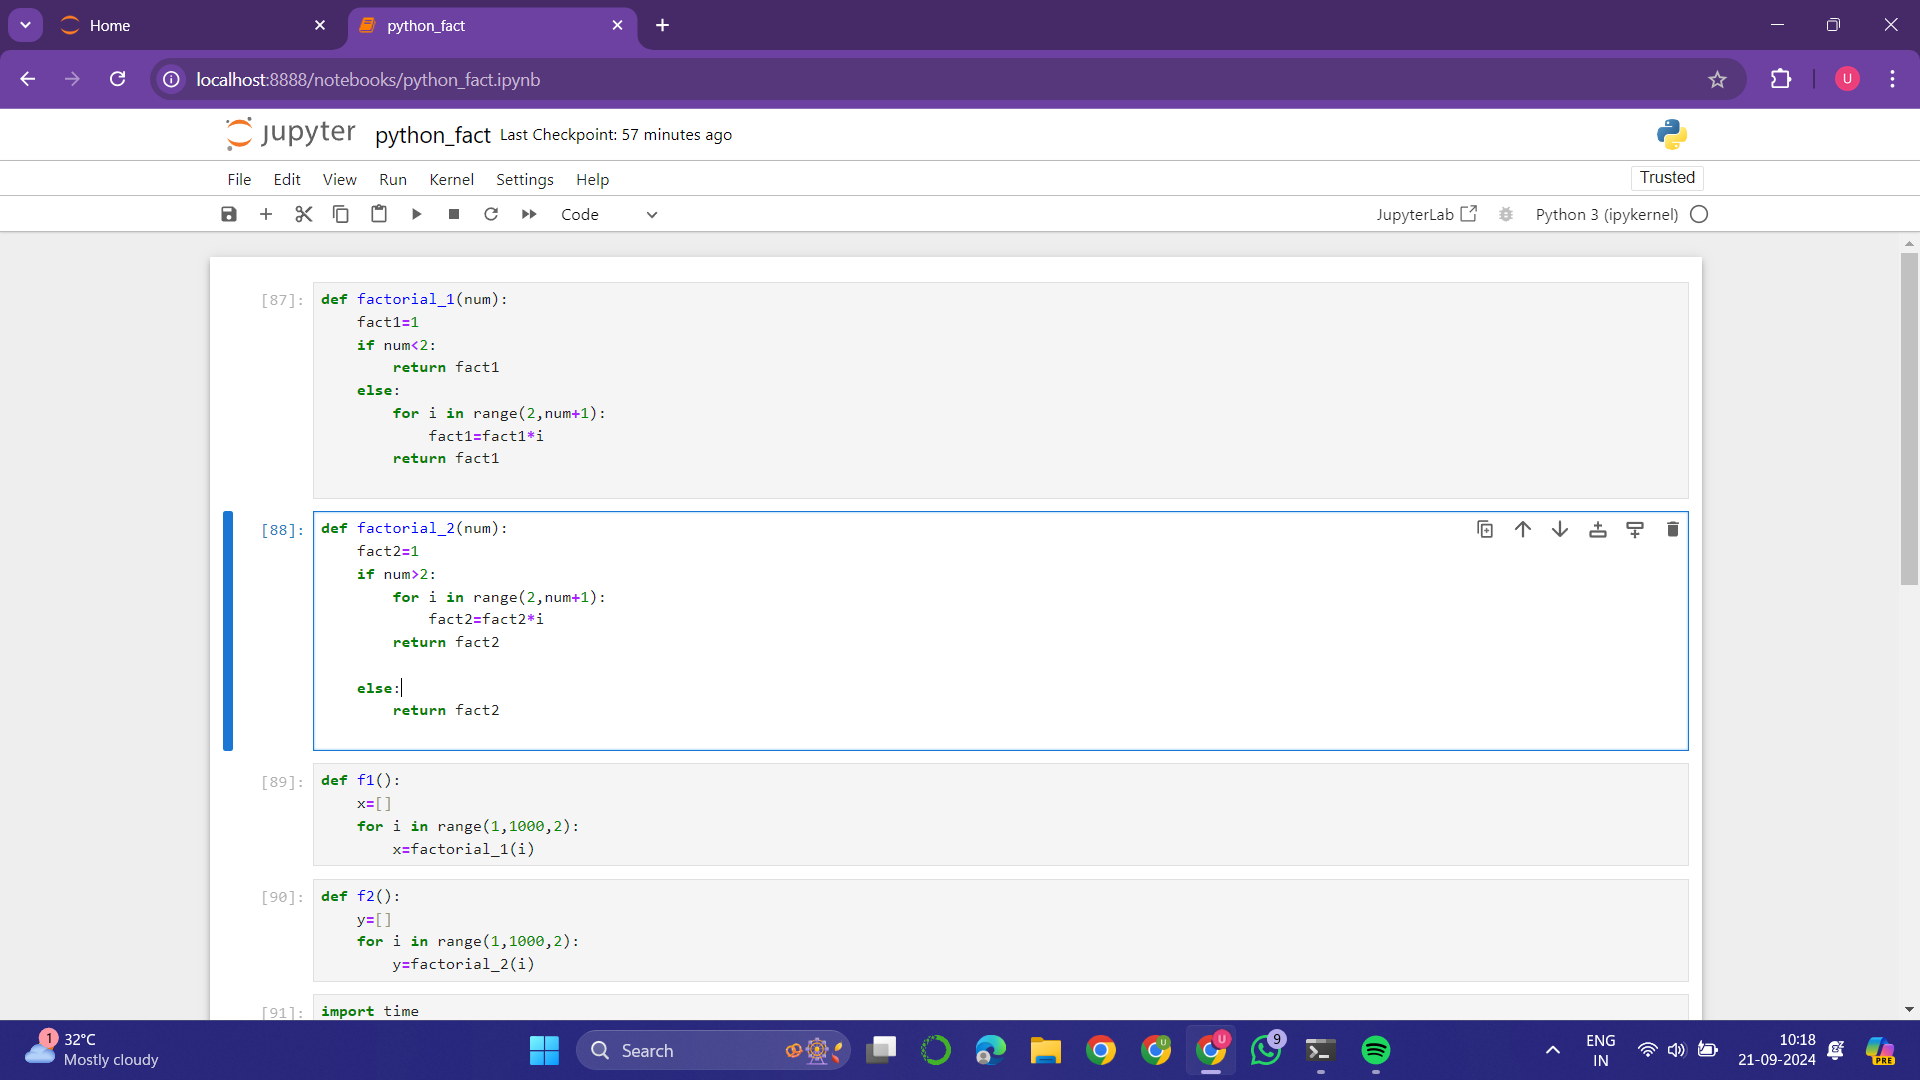 Home
python_fact
localhost:8888/notebooks/python_fact.ipynb
U
jupyter python_fact Last Checkpoint: 57 minutes ago
File Edit View Run Kernel Settings Help
Trusted
Code
JupyterLab
Python 3 (ipykernel)
[87]:
def factorial_1(num):
    fact1=1
    if num<2:
        return fact1
    else:
        for i in range(2,num+1):
            fact1=fact1*i
        return fact1
[88]:
def factorial_2(num):
    fact2=1
    if num>2:
        for i in range(2,num+1):
            fact2=fact2*i
        return fact2
    else:
        return fact2
[89]:
def f1():
    x=[]
    for i in range(1,1000,2):
        x=factorial_1(i)
[90]:
def f2():
    y=[]
    for i in range(1,1000,2):
        y=factorial_2(i)
[91]:
import time
1
32°C
Mostly cloudy
Search
U
U
9
ENG
IN
10:18
21-09-2024
PRE